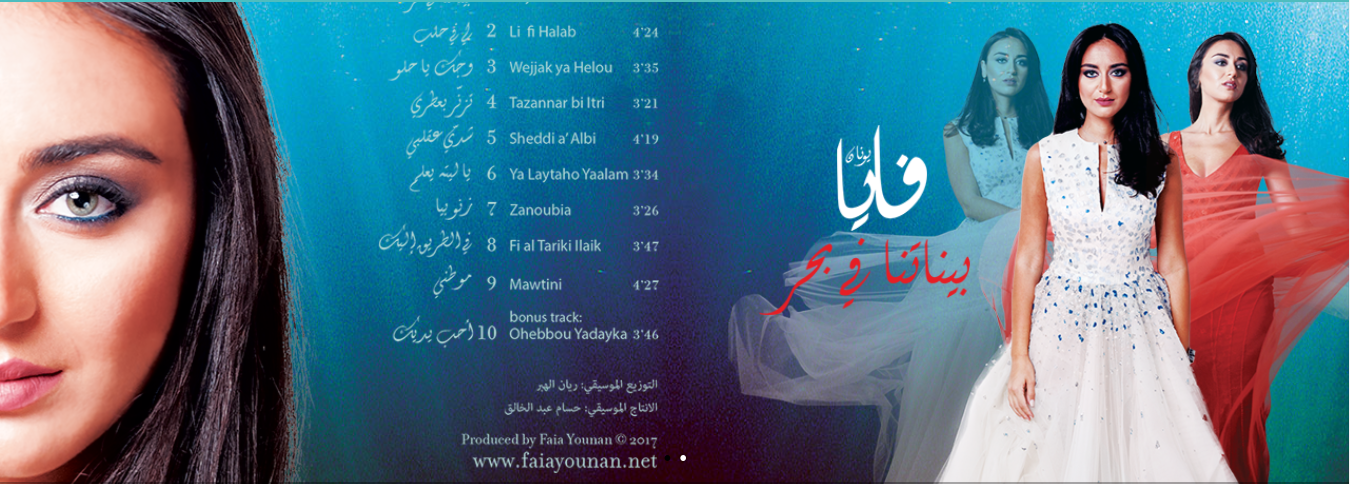 2 لي في حلب Li fi Halab 4’24
3 وجك يا حلو Wejjak ya Helou 3’35
4 تزنّر بعطري Tazannar bi Itri 3’21
5 شدّي عقلبي Sheddi a’ Albi 4’19
6 يا ليته يعلم Ya Laytaho Yaalam 3’34
7 زنوبيا Zanoubia 3’26
8 في الطريق إليك Fi al Tariki Ilaik 3’47
9 موطني Mawtini 4’27
bonus track:
10 أحب يديك Ohebbou Yadayka 3’46
التوزيع الموسيقي: ريان الهبر
الانتاج الموسيقي: حسام عبد الخالق
Produced by Faia Younan © 2017
www.faiayounan.net
فايا يونان
بيناتنا في بحر